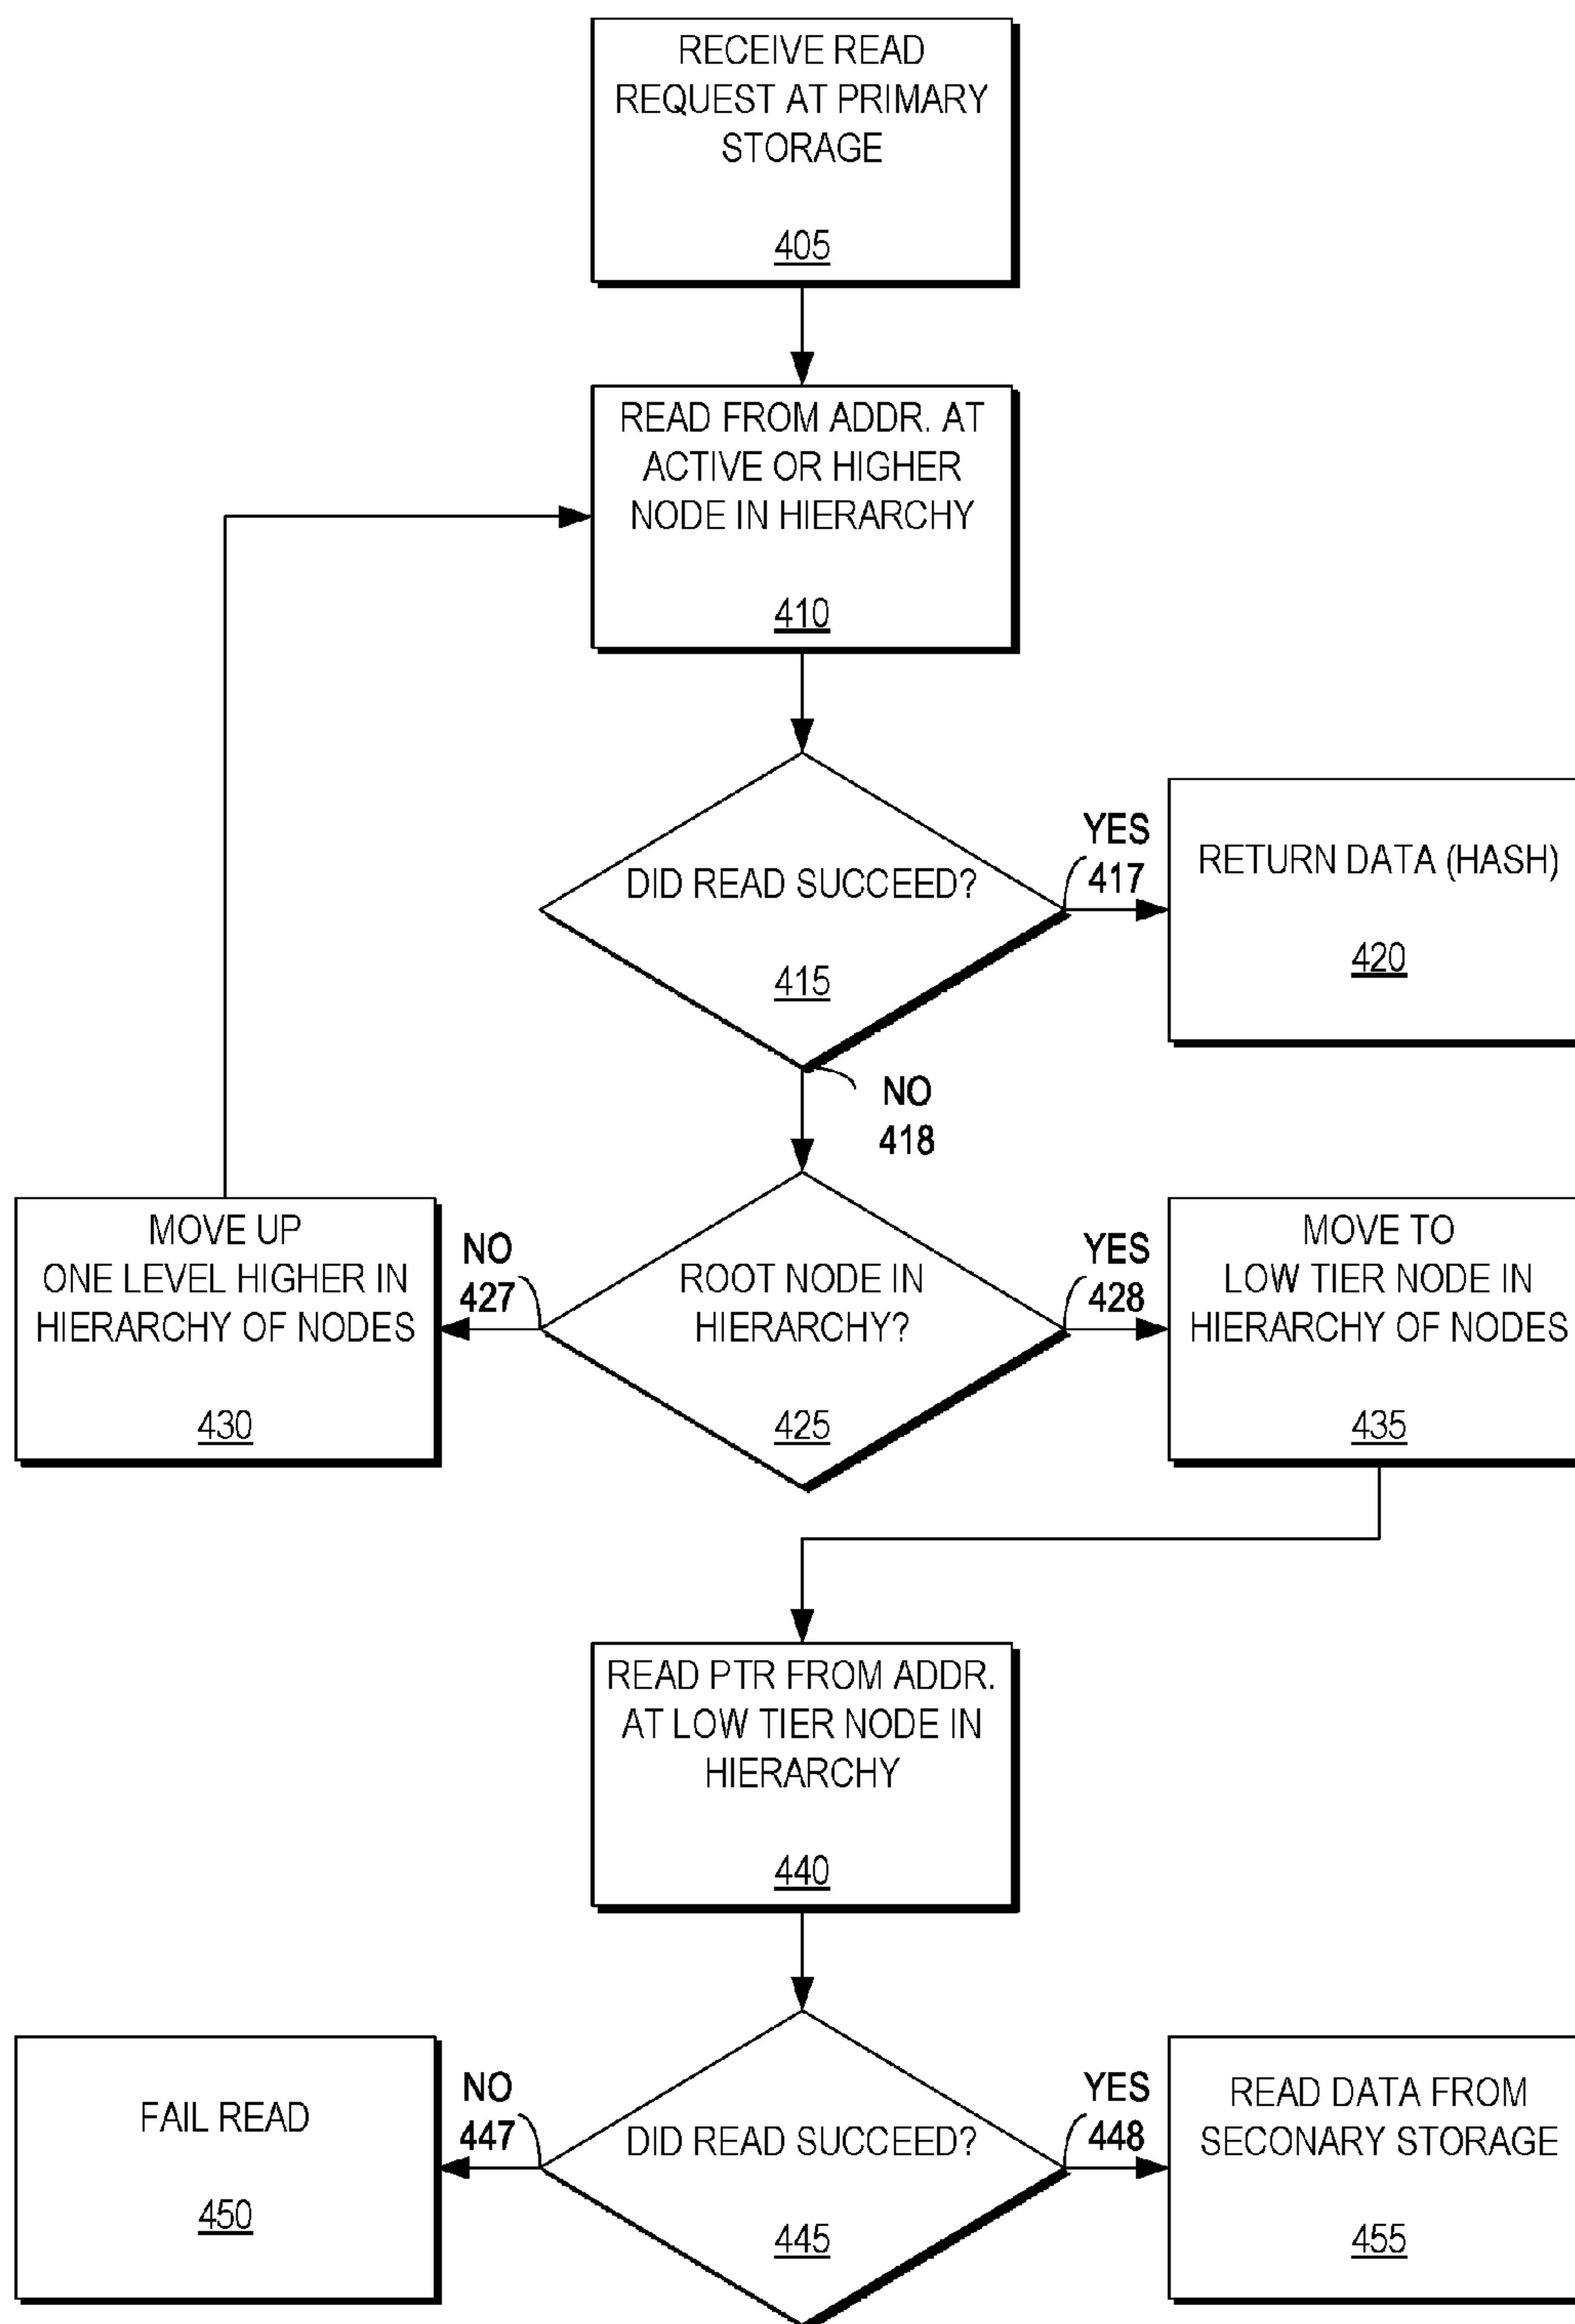 RECEIVE READ
REQUEST AT PRIMARY
STORAGE
405
READ FROM ADDR. AT
ACTIVE OR HIGHER
NODE IN HIERARCHY
410
DID READ SUCCEED?
415
YES
417
RETURN DATA (HASH)
420
NO
418
MOVE UP
ONE LEVEL HIGHER IN
HIERARCHY OF NODES
430
NO
427
ROOT NODE IN
HIERARCHY?
425
YES
428
MOVE TO
LOW TIER NODE IN
HIERARCHY OF NODES
435
READ PTR FROM ADDR.
AT LOW TIER NODE IN
HIERARCHY
440
FAIL READ
450
NO
447
DID READ SUCCEED?
445
YES
448
READ DATA FROM
SECONARY STORAGE
455